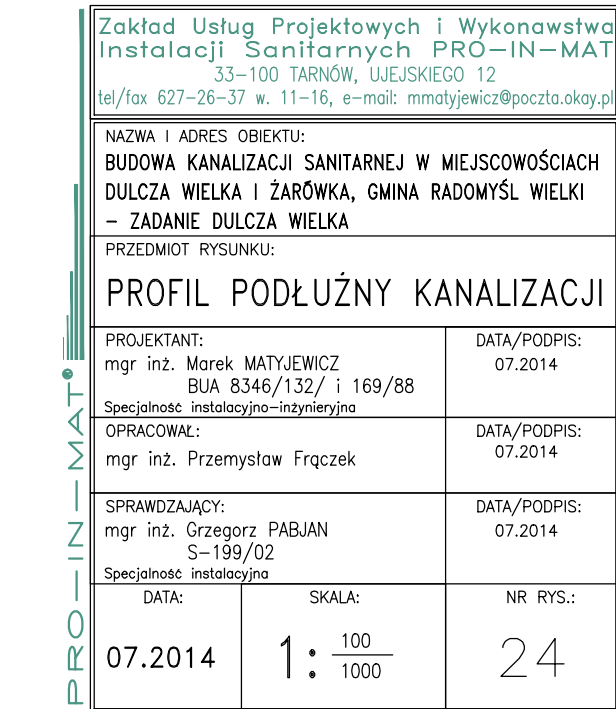 Zakład Usług Projektowych i Wykonawstwa
Instalacji Sanitarnych PRO-IN-MAT
33-100 TARNÓW, UJEJSKIEGO 12
tel/fax 627-26-37 w. 11-16, e-mail: mmatyjewicz@poczta.okay.pl
NAZWA I ADRES OBIEKTU:
BUDOWA KANALIZACJI SANITARNEJ W MIEJSCOWOŚCIACH
DULCZA WIELKA I ŻARÓWKA, GMINA RADOMYŚL WIELKI
- ZADANIE DULCZA WIELKA
PRZEDMIOT RYSUNKU:
PROFIL PODŁUŻNY KANALIZACJI
PROJEKTANT:
mgr inż. Marek MATYJEWICZ
BUA 8346/132/ i 169/88
Specjalność instalacyjno-inżynieryjna
DATA/PODPIS:
07.2014
OPRACOWAŁ:
mgr inż. Przemysław Frączek
DATA/PODPIS:
07.2014
SPRAWDZAJĄCY:
mgr inż. Grzegorz PABJAN
S-199/02
Specjalność instalacyjna
DATA/PODPIS:
07.2014
DATA:
07.2014
SKALA:
1: 100
1000
NR RYS.:
24
PRO-IN-MAT®